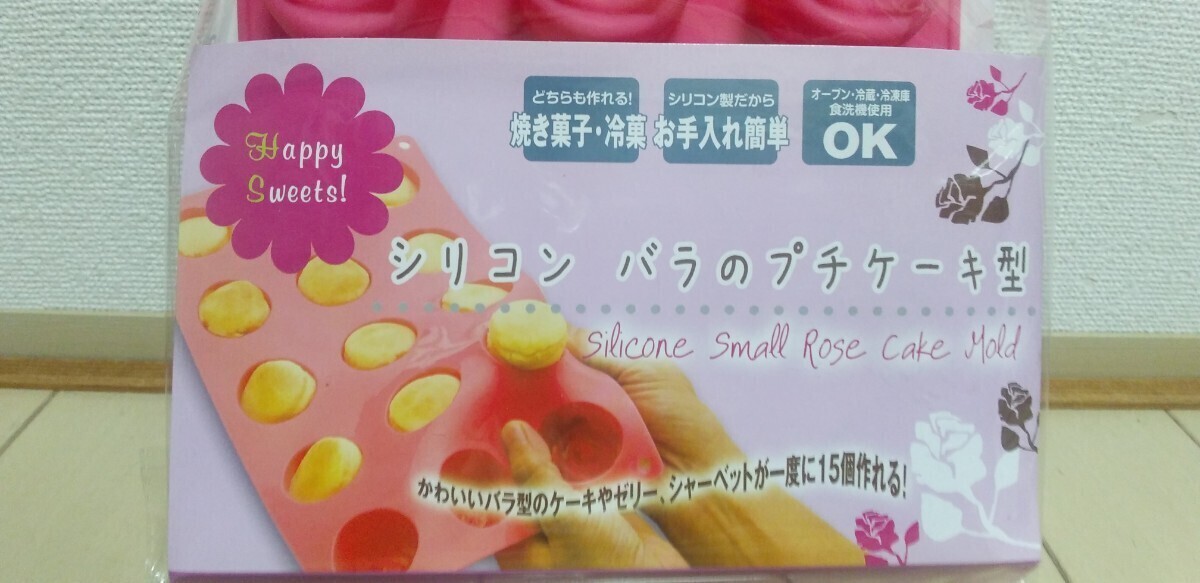 Happy
Sweets!
どちらも作れる!
焼き菓子・冷菓
シリコン製だから
お手入れ簡単
オーブン・冷蔵・冷凍庫
食洗機使用
OK
シリコン バラのプチケーキ型
Silicone Small Rose Cake Mold
かわいいバラ型のケーキやゼリー、シャーベットが一度に15個作れる!